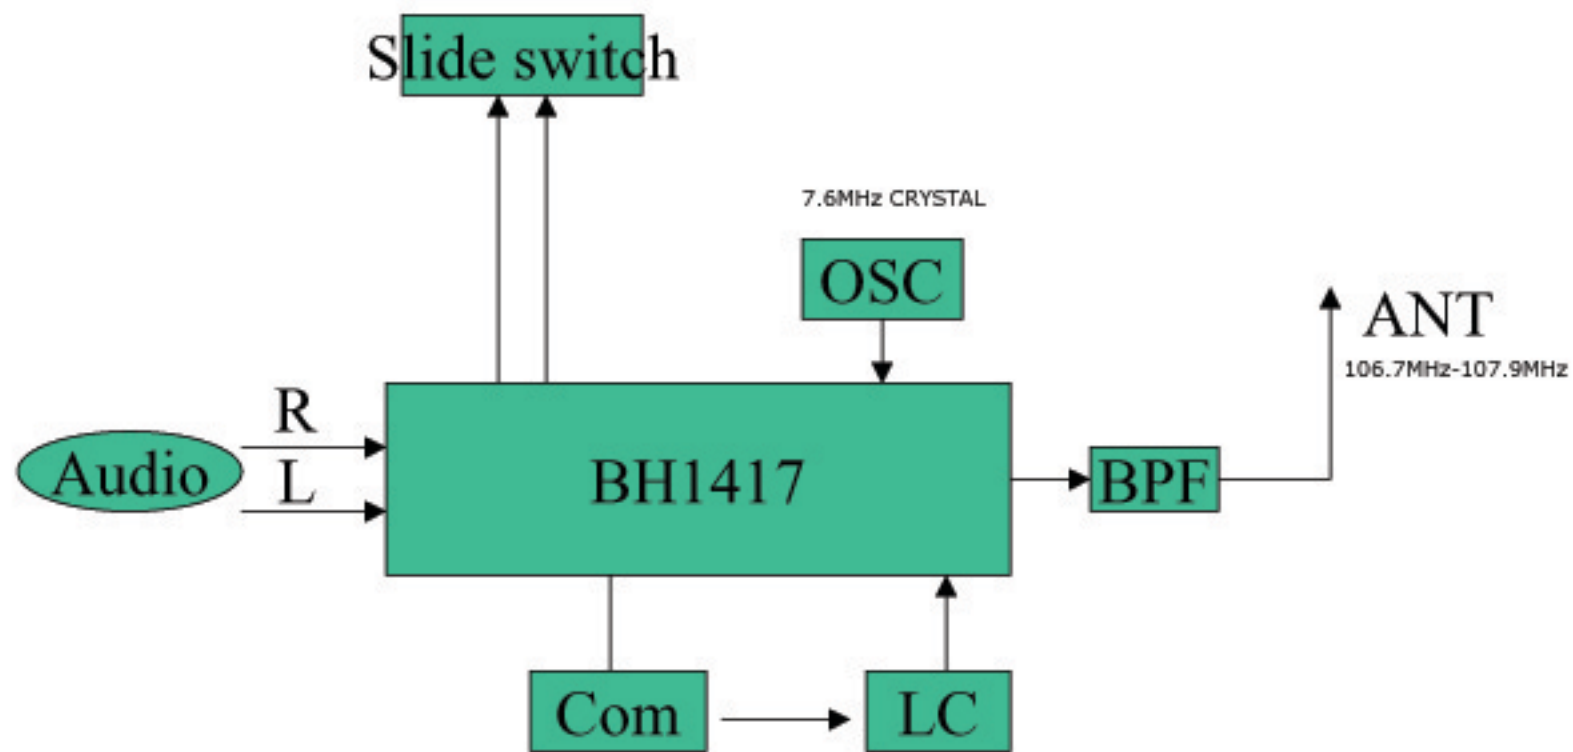 Slide switch
7.6MHz CRYSTAL
OSC
ANT
106.7MHz-107.9MHz
R
Audio
L
BH1417
BPF
Com
LC